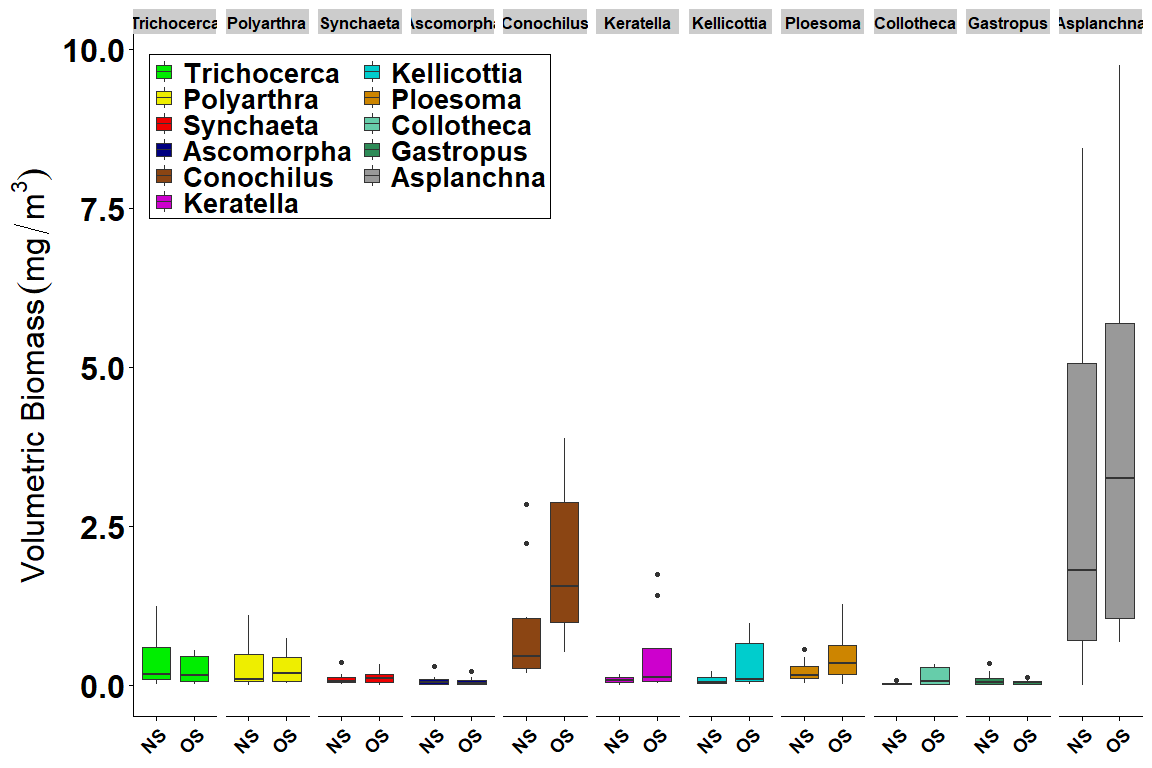 Trichocerca Polyarthra Synchaeta Ascomorpha Conochilus Keratella Kellicottia Ploesoma Collotheca Gastropus Asplanchna
10.0
7.5
5.0
2.5
0.0
Volumetric Biomass (mg / m³)
Trichocerca Kellicottia
Polyarthra Ploesoma
Synchaeta Collotheca
Ascomorpha Gastropus
Conochilus Asplanchna
Keratella
NS OS NS OS NS OS NS OS NS OS NS OS NS OS NS OS NS OS NS OS NS OS